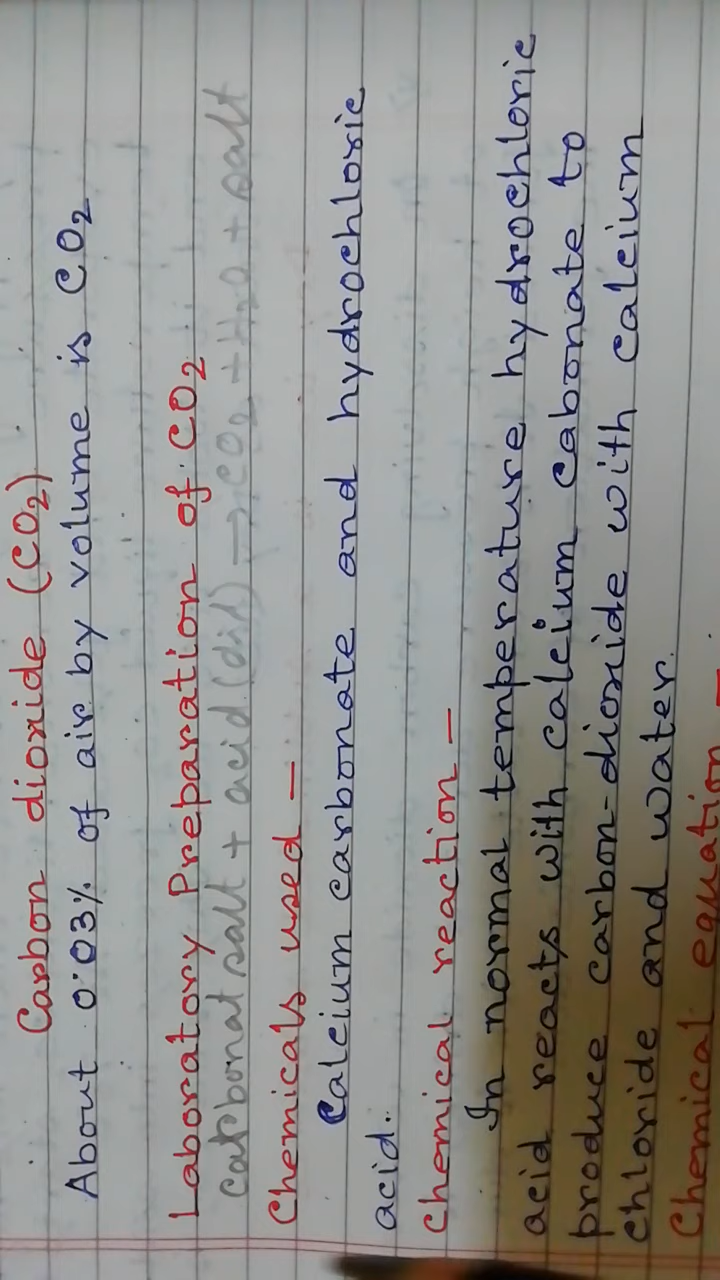 Carbon dioxide (CO₂)
About 0.03% of air by volume is CO₂
Laboratory Preparation of CO₂
Carbonat salt + acid (dil) → CO₂ + H₂O + salt
Chemicals used –
Calcium carbonate and hydrochloric
acid.
Chemical reaction –
In normal temperature hydrochloric
acid reacts with calcium cabonate to
produce carbon-dioxide with calcium
chloride and water.
Chemical equation –